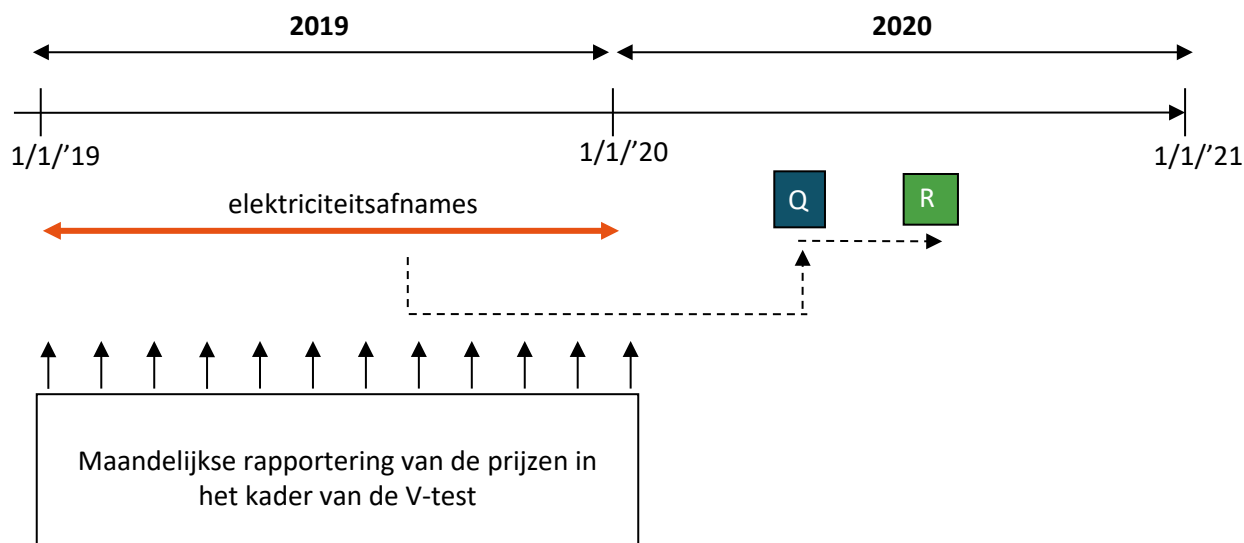 2019
2020
1/1/'19
1/1/'20
1/1/'21
elektriciteitsafnames
Q
R
Maandelijkse rapportering van de prijzen in
het kader van de V-test